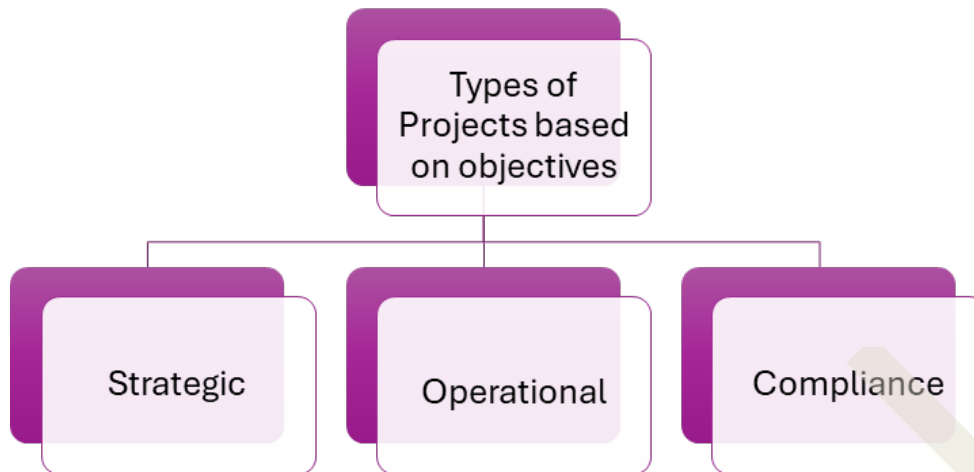 Types of
Projects based
on objectives
Strategic
Operational
Compliance